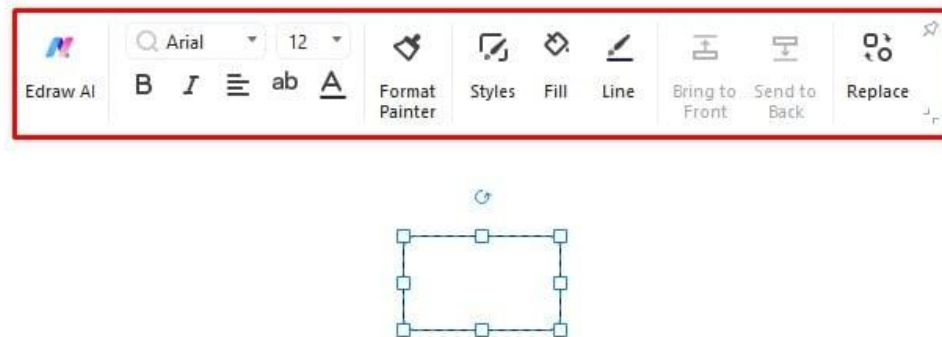 Arial 12
B I ab A
Edraw AI Format Painter Styles Fill Line Bring to Front Send to Back Replace